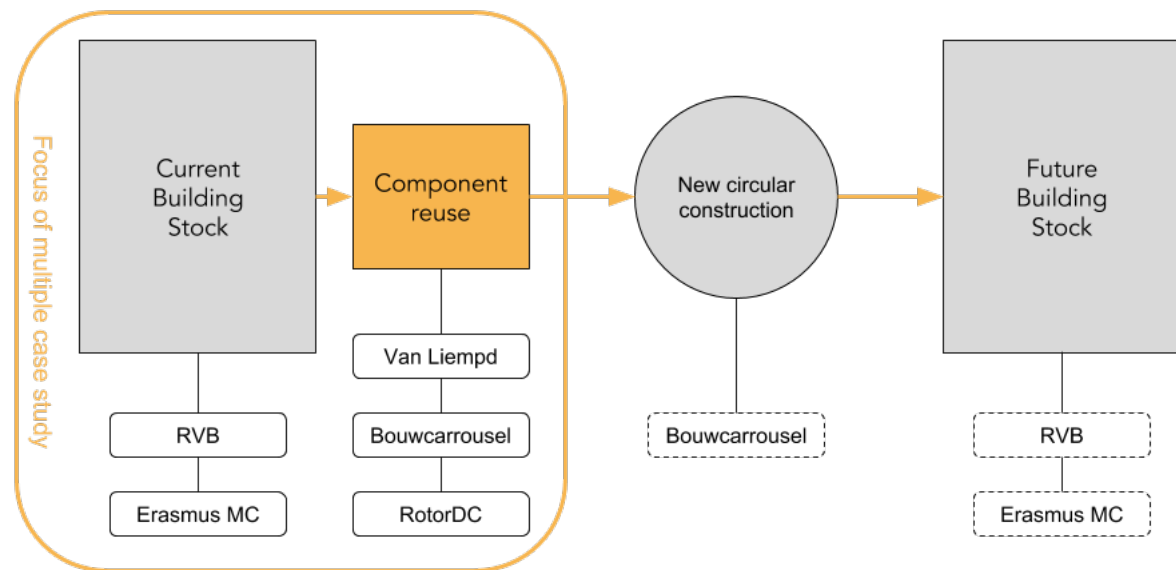 Focus of multiple case study
Current
Building
Stock
Component
reuse
New circular
construction
Future
Building
Stock
Van Liempd
RVB
Bouwcarrousel
Bouwcarrousel
RVB
Erasmus MC
RotorDC
Erasmus MC